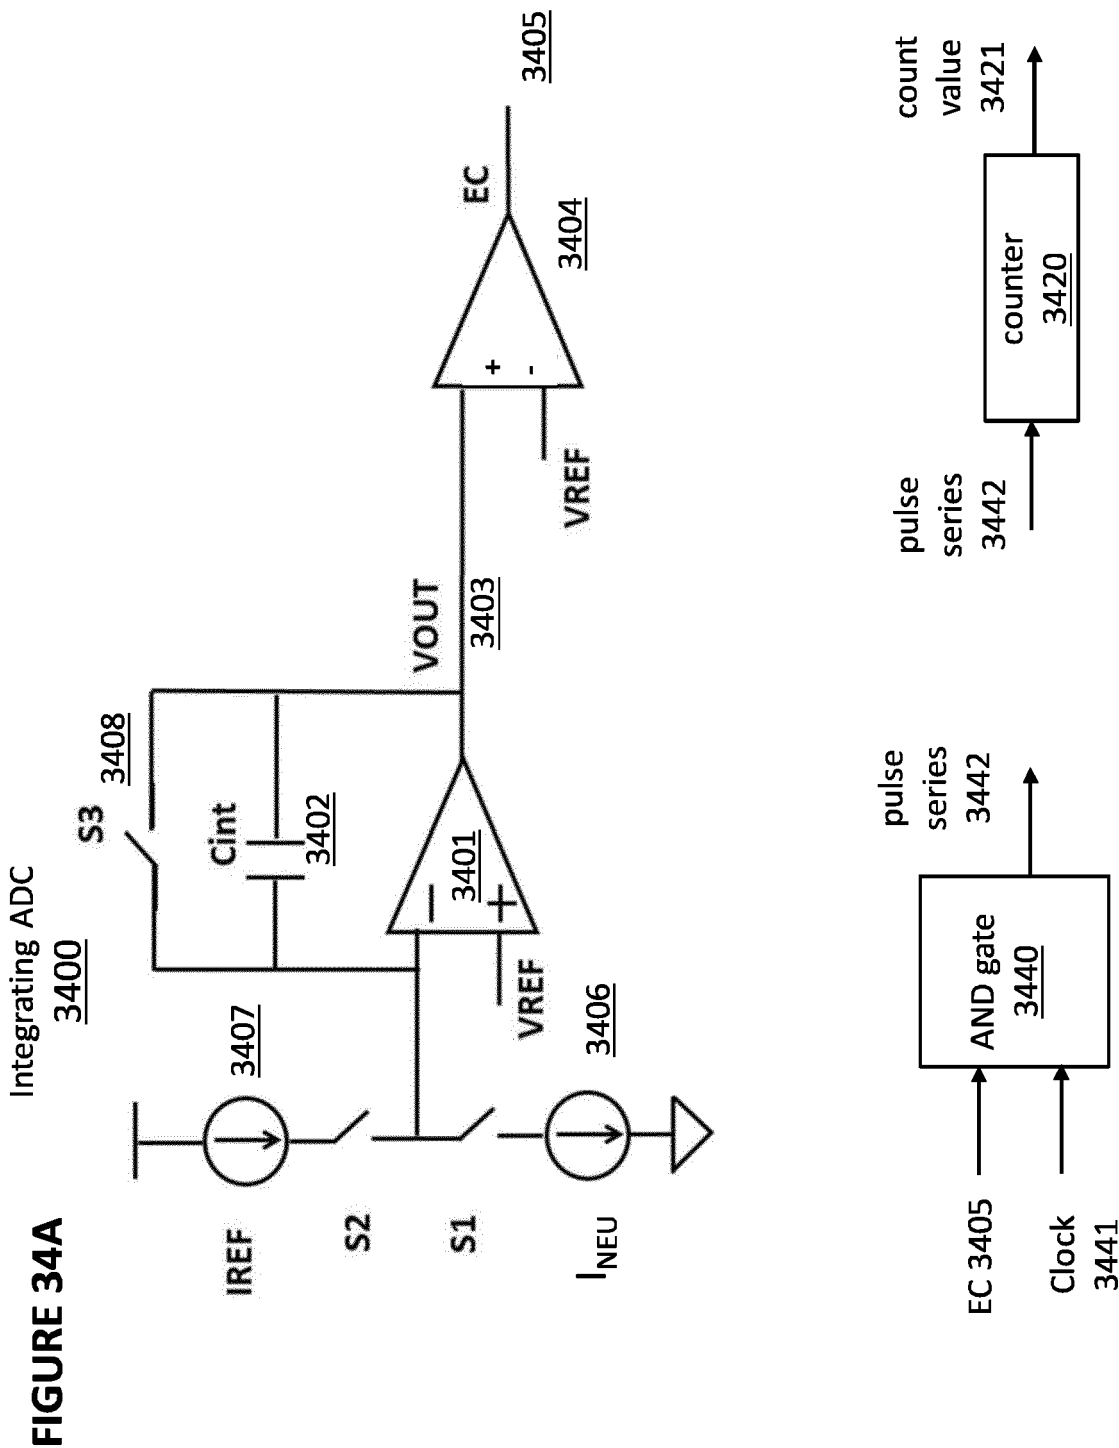 FIGURE 34A
Integrating ADC
3400
IREF
3407
S2
S1
I_NEU
3406
S3
3408
Cint
3402
−
+
3401
VREF
VOUT
3403
+
-
VREF
3404
EC
3405
EC 3405
Clock
3441
AND gate
3440
pulse
series
3442
pulse
series
3442
counter
3420
count
value
3421